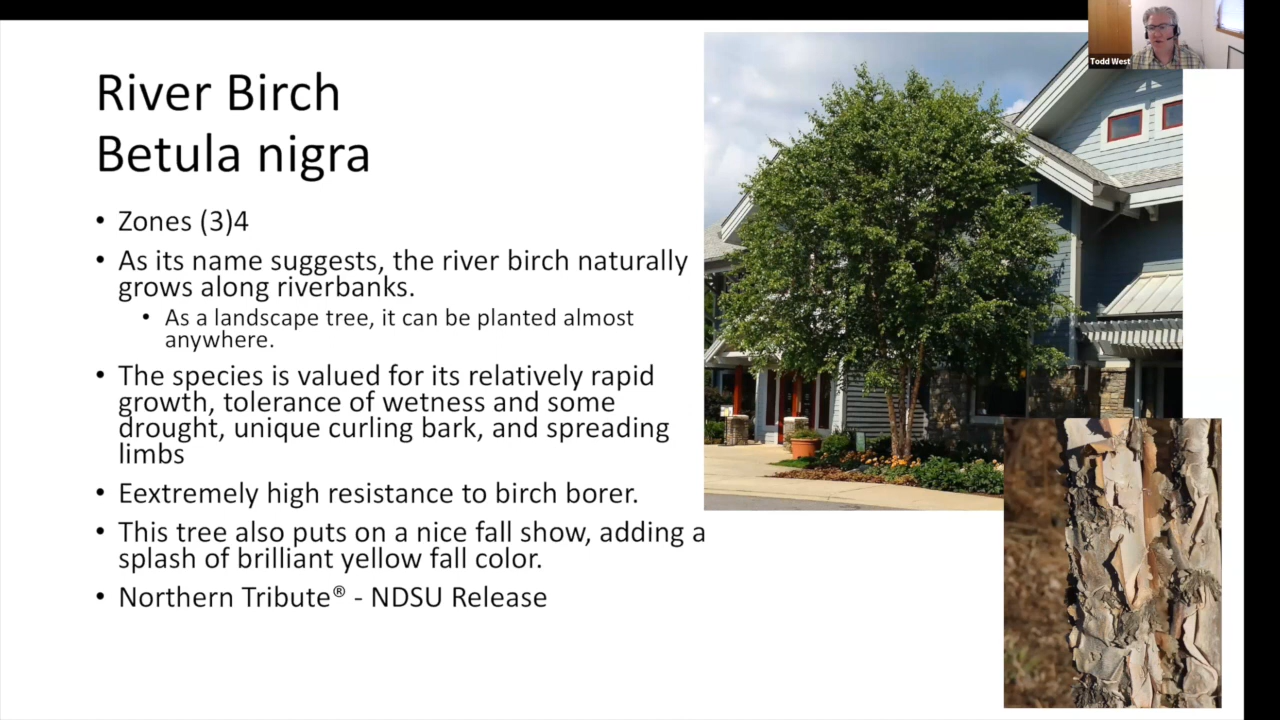 River Birch
Betula nigra
• Zones (3)4
• As its name suggests, the river birch naturally
grows along riverbanks.
• As a landscape tree, it can be planted almost
anywhere.
• The species is valued for its relatively rapid
growth, tolerance of wetness and some
drought, unique curling bark, and spreading
limbs
• Eextremely high resistance to birch borer.
• This tree also puts on a nice fall show, adding a
splash of brilliant yellow fall color.
• Northern Tribute® - NDSU Release
Todd West